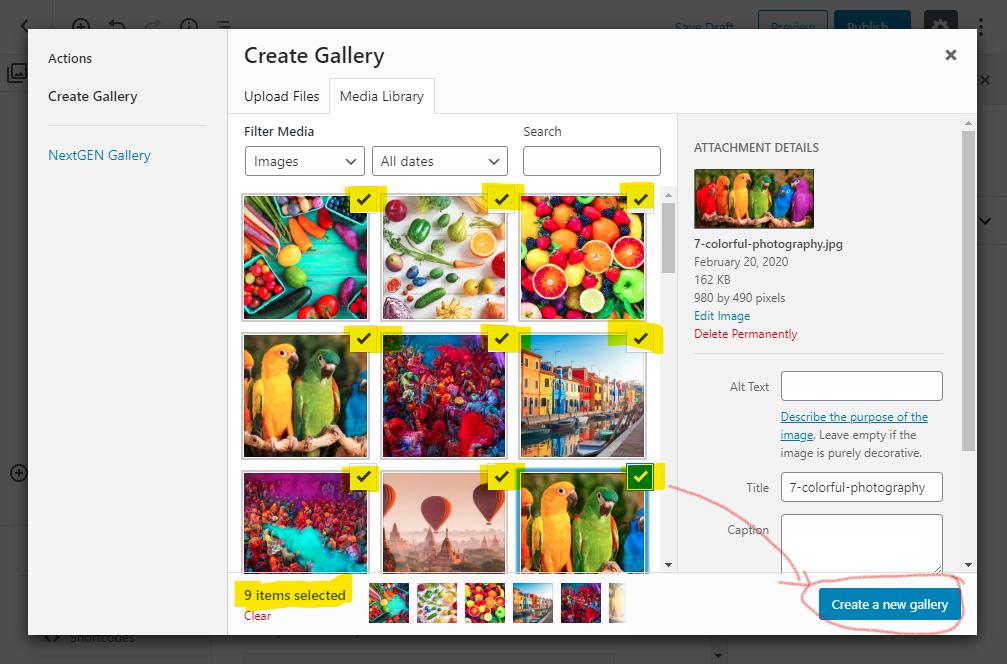 Save Draft
Preview
Publish...
Actions
Create Gallery
NextGEN Gallery
Create Gallery
Upload Files
Media Library
Filter Media
Search
Images
All dates
ATTACHMENT DETAILS
7-colorful-photography.jpg
February 20, 2020
162 KB
980 by 490 pixels
Edit Image
Delete Permanently
Alt Text
Describe the purpose of the
image. Leave empty if the
image is purely decorative.
Title
7-colorful-photography
Caption
9 items selected
Clear
Create a new gallery
Shortcodes